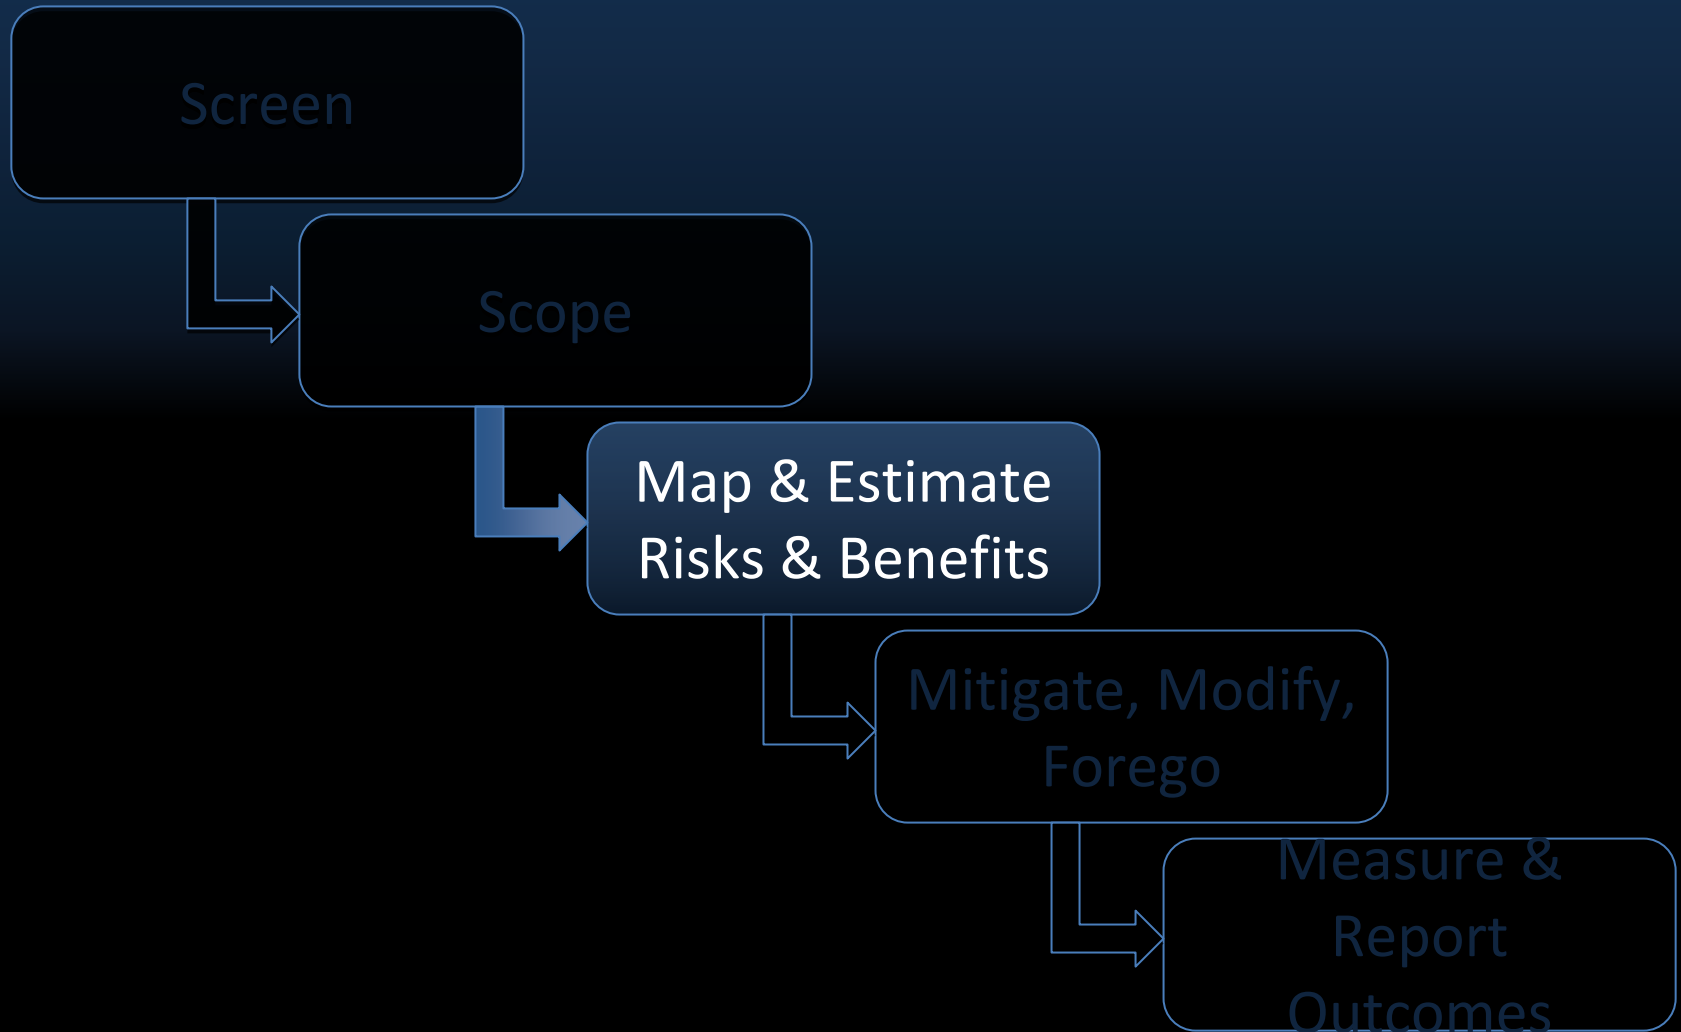 Screen
Scope
Map & Estimate
Risks & Benefits
Mitigate, Modify,
Forego
Measure &
Report
Outcomes